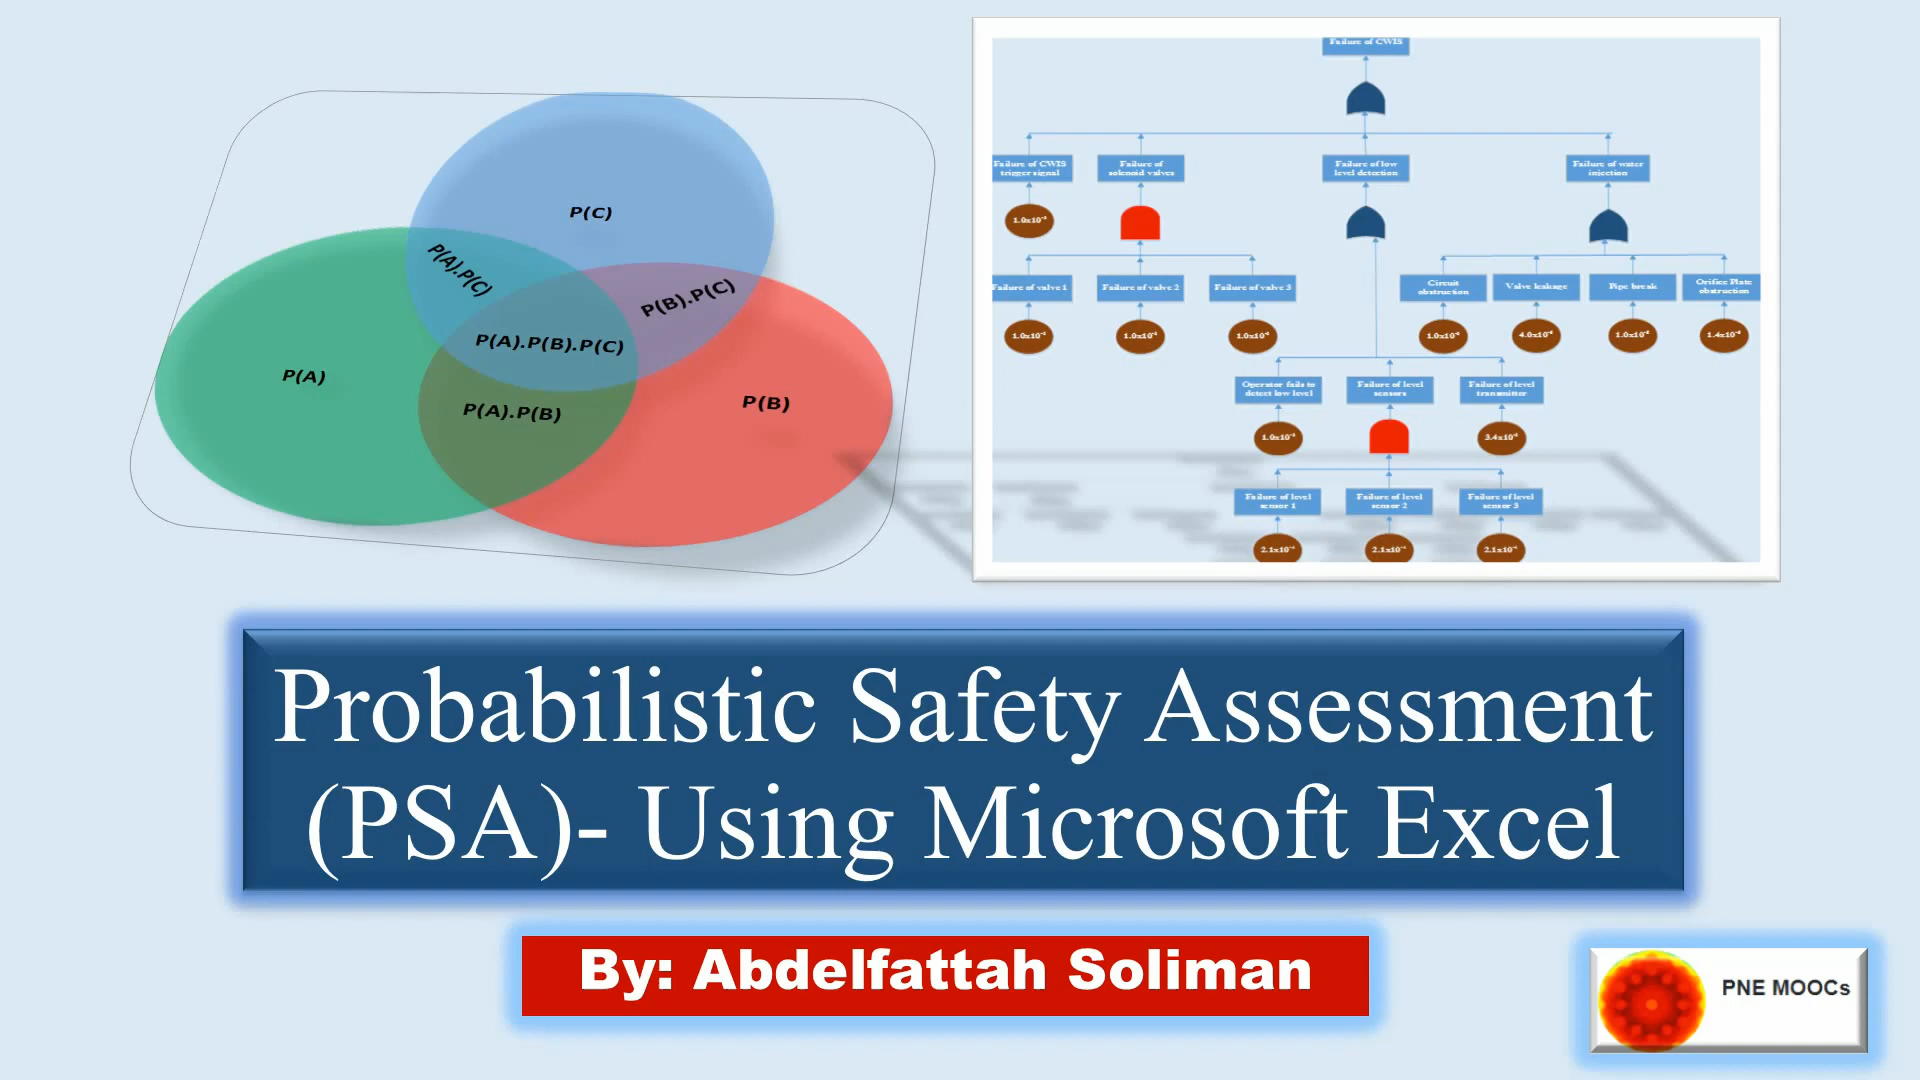 P(C)
P(A).P(C)
P(B).P(C)
P(A).P(B).P(C)
P(A)
P(A).P(B)
P(B)
Failure of CWIS
Failure of CWIS
trigger signal
Failure of
solenoid valves
Failure of low
level detection
Failure of water
injection
Failure of valve 1
Failure of valve 2
Failure of valve 3
Circuit
obstruction
Valve leakage
Pipe break
Orifice Plate
obstruction
Operator fails to
detect low level
Failure of level
sensors
Failure of level
transmitter
Failure of level
sensor 1
Failure of level
sensor 2
Failure of level
sensor 3
Probabilistic Safety Assessment
(PSA)- Using Microsoft Excel
By: Abdelfattah Soliman
PNE MOOCs